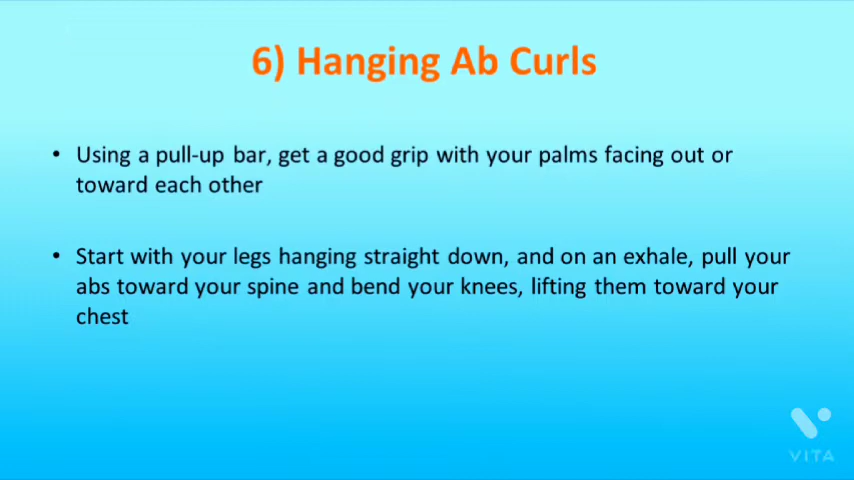 6) Hanging Ab Curls
• Using a pull-up bar, get a good grip with your palms facing out or
toward each other
• Start with your legs hanging straight down, and on an exhale, pull your
abs toward your spine and bend your knees, lifting them toward your
chest
VITA